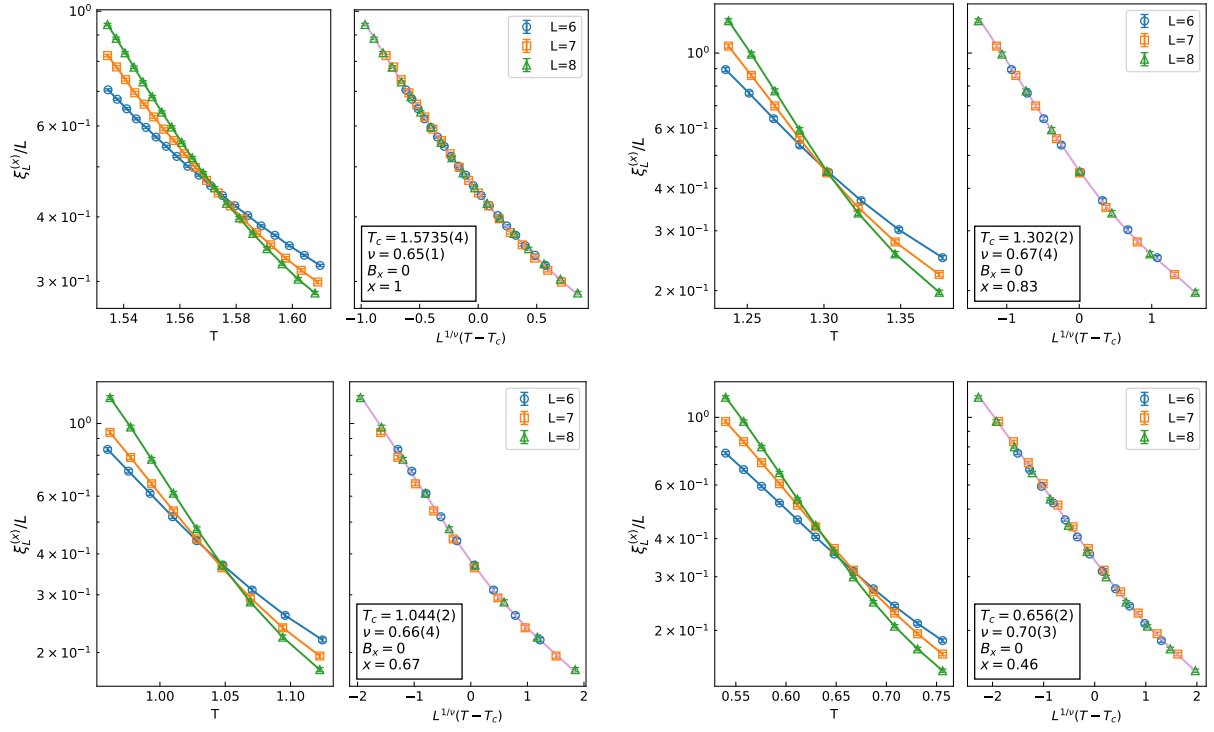 10⁰
6 × 10⁻¹
4 × 10⁻¹
3 × 10⁻¹
ξ_L^(x)/L
1.54 1.56 1.58 1.60
T
L=6
L=7
L=8
T_c = 1.5735(4)
ν = 0.65(1)
B_x = 0
x = 1
−1.0 −0.5 0.0 0.5
L^{1/ν}(T − T_c)
10⁰
6 × 10⁻¹
4 × 10⁻¹
3 × 10⁻¹
2 × 10⁻¹
ξ_L^(x)/L
1.25 1.30 1.35
T
L=6
L=7
L=8
T_c = 1.302(2)
ν = 0.67(4)
B_x = 0
x = 0.83
−1 0 1
L^{1/ν}(T − T_c)
10⁰
6 × 10⁻¹
4 × 10⁻¹
3 × 10⁻¹
2 × 10⁻¹
ξ_L^(x)/L
1.00 1.05 1.10
T
L=6
L=7
L=8
T_c = 1.044(2)
ν = 0.66(4)
B_x = 0
x = 0.67
−2 −1 0 1 2
L^{1/ν}(T − T_c)
10⁰
6 × 10⁻¹
4 × 10⁻¹
3 × 10⁻¹
2 × 10⁻¹
ξ_L^(x)/L
0.55 0.60 0.65 0.70 0.75
T
L=6
L=7
L=8
T_c = 0.656(2)
ν = 0.70(3)
B_x = 0
x = 0.46
−2 −1 0 1 2
L^{1/ν}(T − T_c)